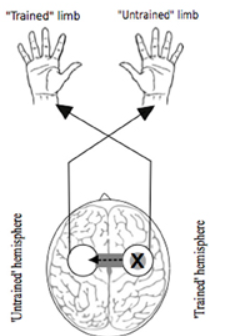 "Trained" limb
"Untrained" limb
'Untrained' hemisphere
'Trained' hemisphere
X